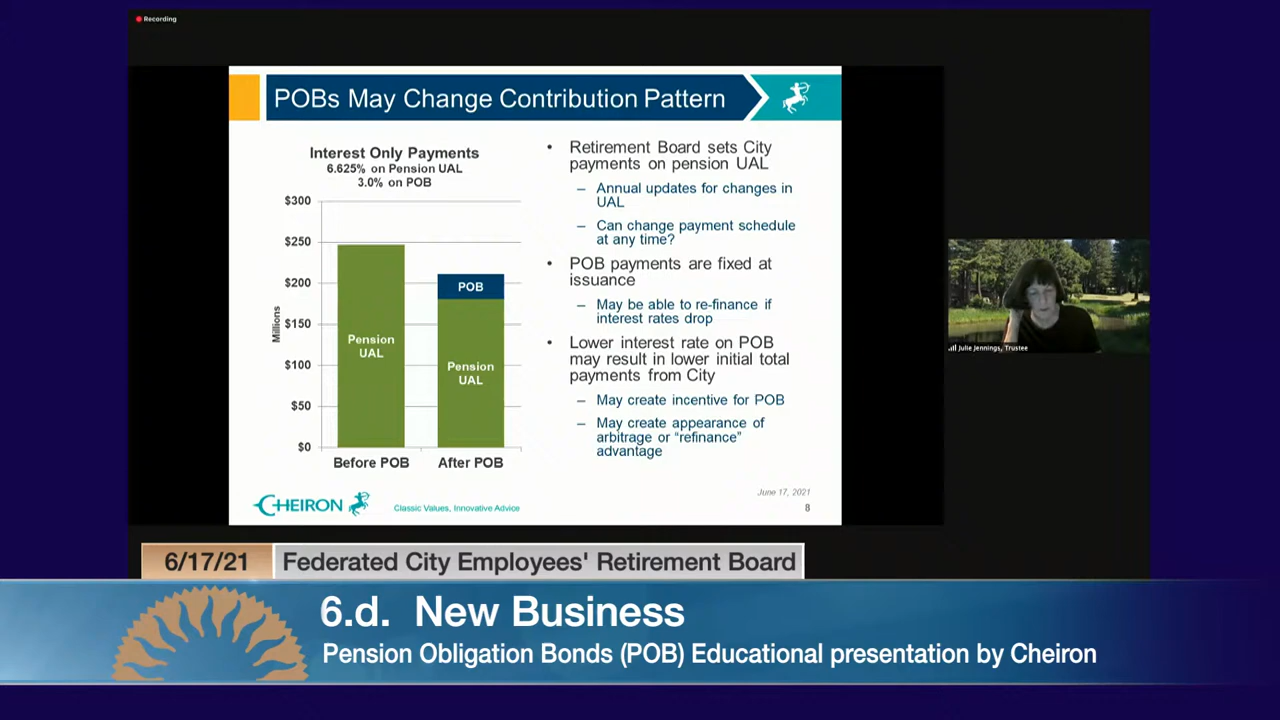 Recording
POBs May Change Contribution Pattern
Interest Only Payments
6.625% on Pension UAL
3.0% on POB
$300
$250
$200
$150
$100
$50
$0
Millions
Pension
UAL
POB
Pension
UAL
Before POB
After POB
• Retirement Board sets City
payments on pension UAL
– Annual updates for changes in
UAL
– Can change payment schedule
at any time?
• POB payments are fixed at
issuance
– May be able to re-finance if
interest rates drop
• Lower interest rate on POB
may result in lower initial total
payments from City
– May create incentive for POB
– May create appearance of
arbitrage or “refinance”
advantage
June 17, 2021
CHEIRON
Classic Values, Innovative Advice
8
Julie Jennings, Trustee
6/17/21
Federated City Employees' Retirement Board
6.d. New Business
Pension Obligation Bonds (POB) Educational presentation by Cheiron